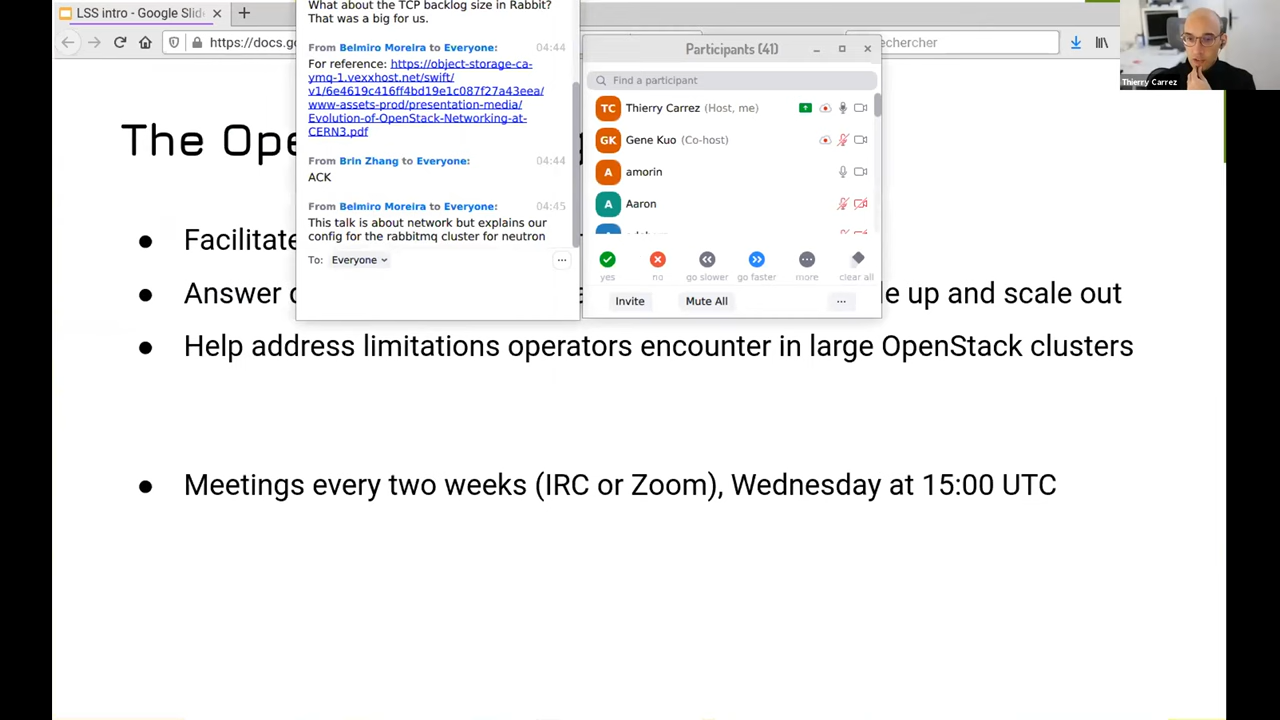 LSS intro - Google Slid
https://docs.go
echercher
Thierry Carrez
What about the TCP backlog size in Rabbit?
That was a big for us.
From Belmiro Moreira to Everyone: 04:44
For reference: https://object-storage-ca-
ymq-1.vexxhost.net/swift/
v1/6e4619c416ff4bd19e1c087f27a43eea/
www-assets-prod/presentation-media/
Evolution-of-OpenStack-Networking-at-
CERN3.pdf
From Brin Zhang to Everyone: 04:44
ACK
From Belmiro Moreira to Everyone: 04:45
This talk is about network but explains our
config for the rabbitmq cluster for neutron
To: Everyone
Participants (41)
Find a participant
TC Thierry Carrez (Host, me)
GK Gene Kuo (Co-host)
A amorin
A Aaron
yes no go slower go faster more clear all
Invite Mute All
The Ope
Facilitate
Answer
le up and scale out
Help address limitations operators encounter in large OpenStack clusters
Meetings every two weeks (IRC or Zoom), Wednesday at 15:00 UTC